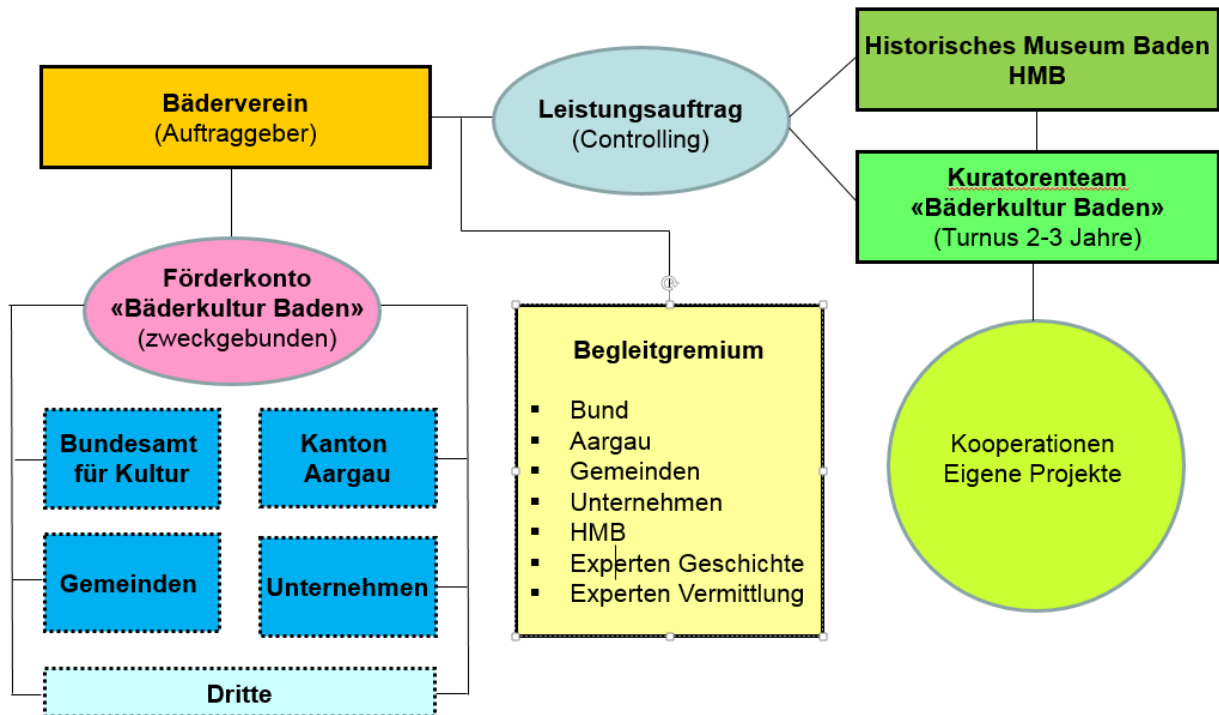 Bäderverein
(Auftraggeber)
Leistungsauftrag
(Controlling)
Historisches Museum Baden
HMB
Kuratorenteam
«Bäderkultur Baden»
(Turnus 2-3 Jahre)
Förderkonto
«Bäderkultur Baden»
(zweckgebunden)
Bundesamt
für Kultur
Kanton
Aargau
Gemeinden
Unternehmen
Dritte
Begleitgremium
▪ Bund
▪ Aargau
▪ Gemeinden
▪ Unternehmen
▪ HMB
▪ Experten Geschichte
▪ Experten Vermittlung
Kooperationen
Eigene Projekte